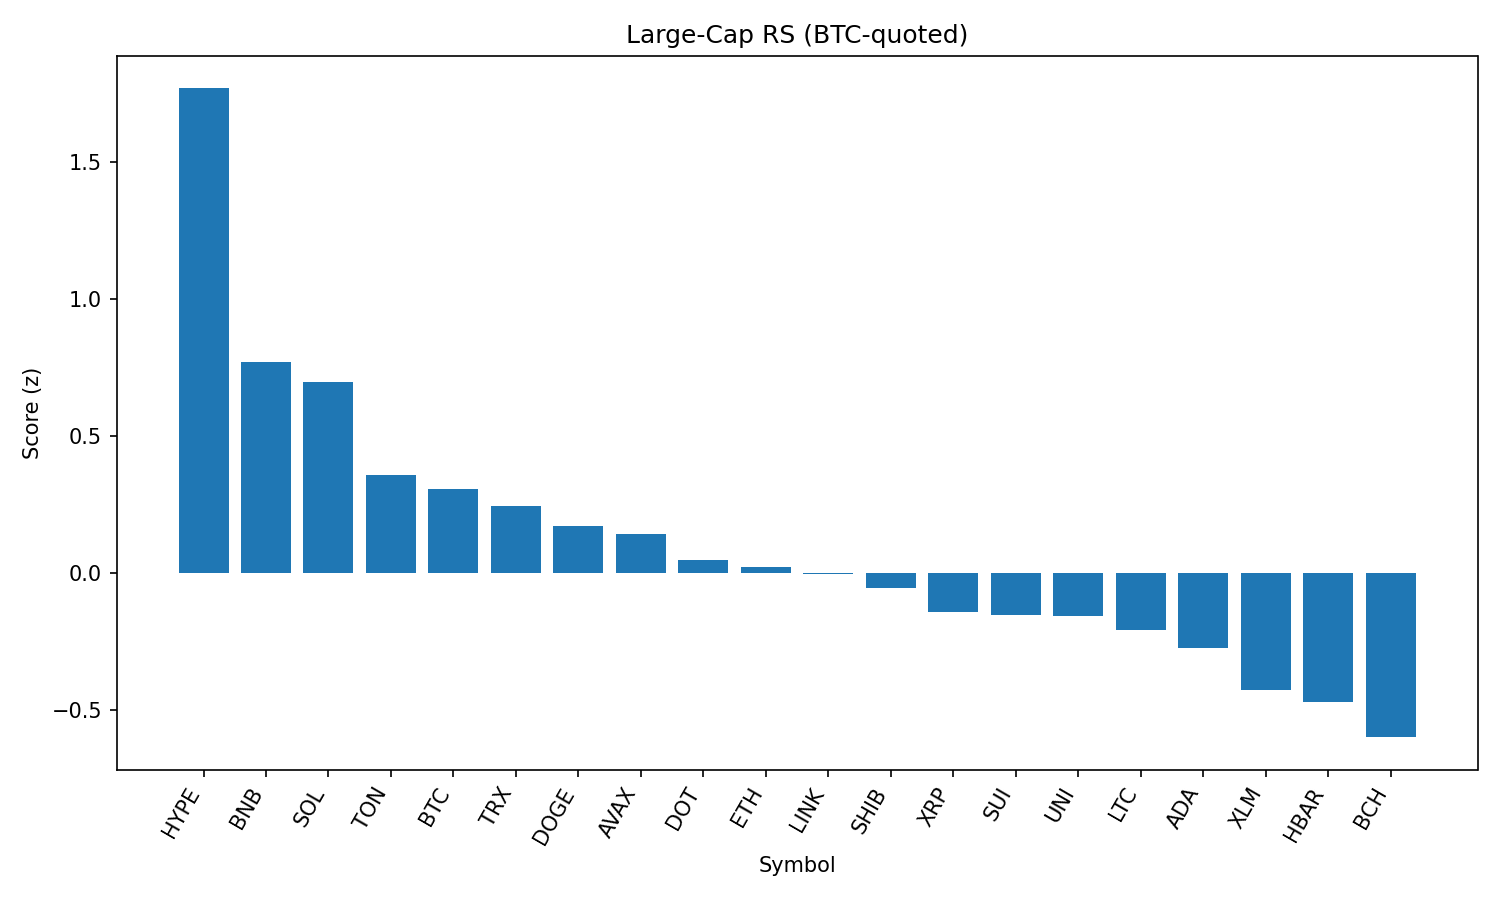 Large-Cap RS (BTC-quoted)
Score (z)
1.5
1.0
0.5
0.0
−0.5
HYPE
BNB
SOL
TON
BTC
TRX
DOGE
AVAX
DOT
ETH
LINK
SHIB
XRP
SUI
UNI
LTC
ADA
XLM
HBAR
BCH
Symbol